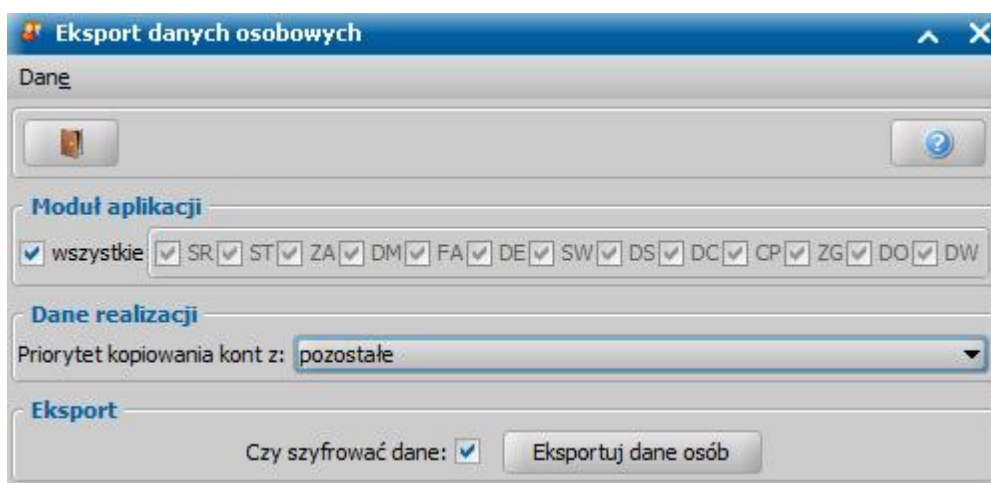 Eksport danych osobowych
Dane
Moduł aplikacji
wszystkie SR ST ZA DM FA DE SW DS DC CP ZG DO DW
Dane realizacji
Priorytet kopiowania kont z: pozostałe
Eksport
Czy szyfrować dane: Eksportuj dane osób